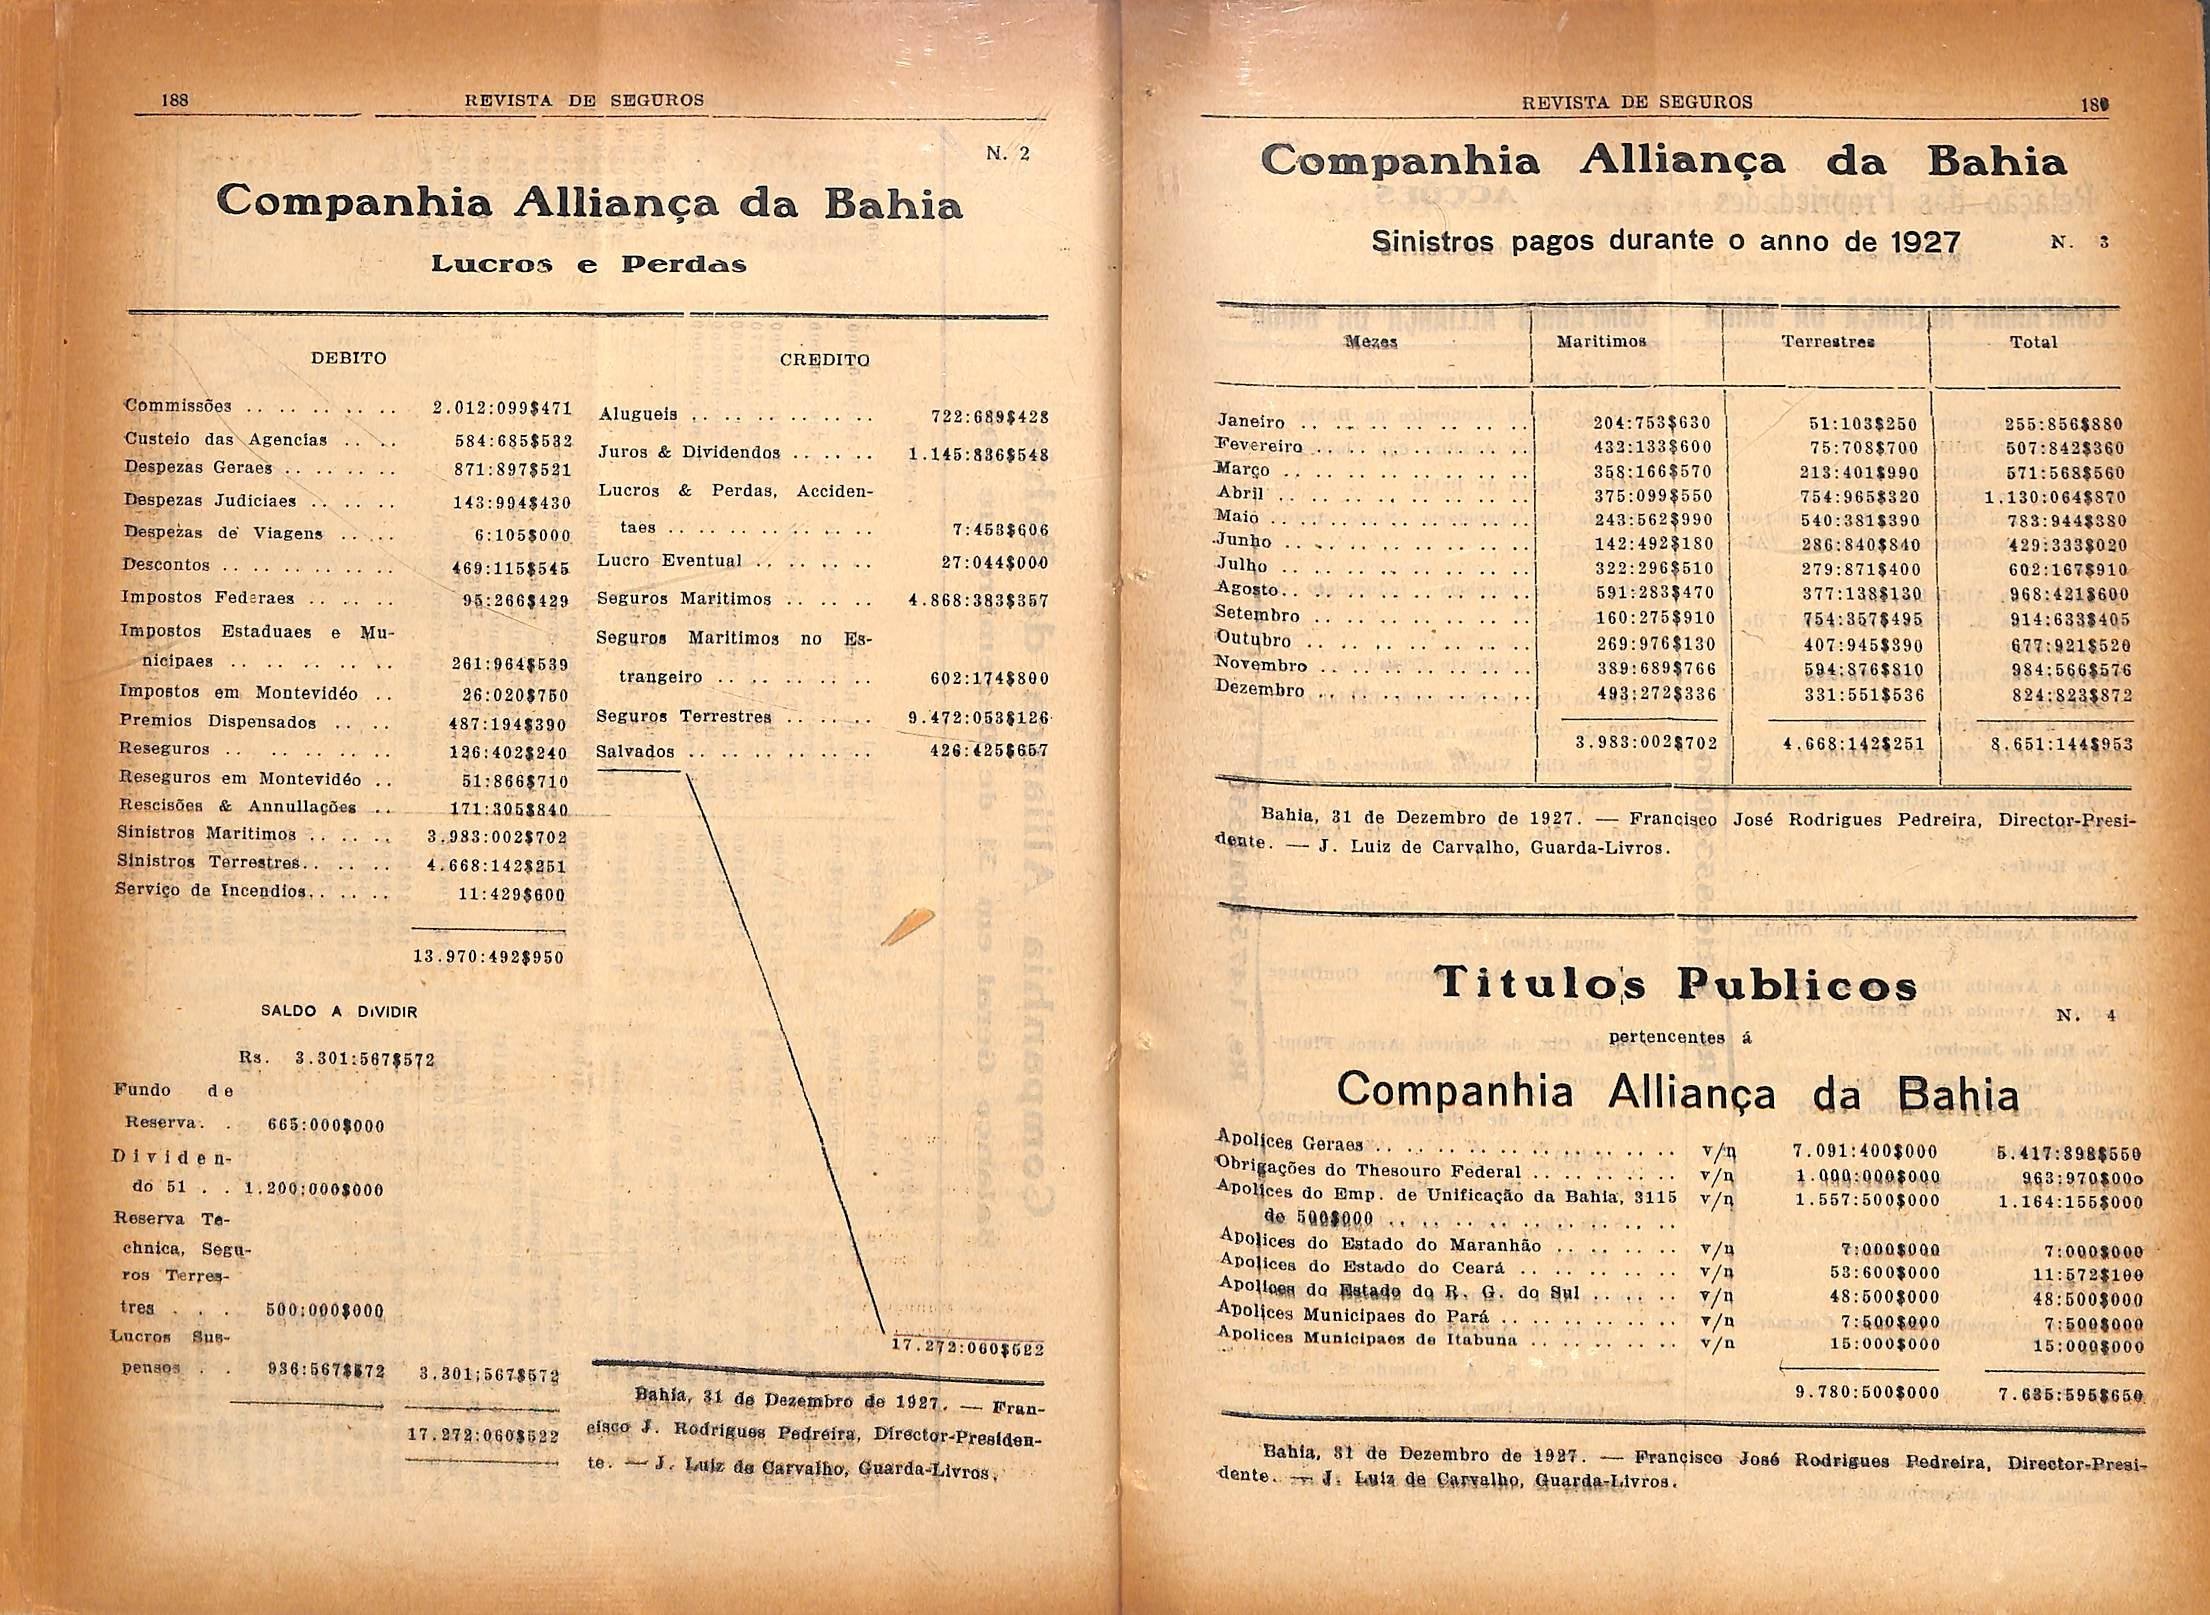 188 REVISTA DE SEGUROS
N. 2
Companhia Alliança da Bahia
Lucros e Perdas
DEBITO
Commissões .. .. .. .. .. 2.012:099$471
Custeio das Agencias .. .. 584:685$532
Despezas Geraes .. .. .. .. 871:897$521
Despezas Judiciaes .. .. .. 143:994$430
Despezas de Viagens .. .. 6:105$000
Descontos .. .. .. .. .. .. 469:115$545
Impostos Federaes .. .. .. 95:266$429
Impostos Estaduaes e Mu-
nicipaes .. .. .. .. .. .. 261:964$539
Impostos em Montevidéo .. 26:020$750
Premios Dispensados .. .. 487:194$390
Reseguros .. .. .. .. .. .. 126:402$240
Reseguros em Montevidéo .. 51:866$710
Rescisões & Annullações .. 171:305$840
Sinistros Maritimos .. .. .. 3.983:002$702
Sinistros Terrestres.. .. .. 4.668:142$251
Serviço de Incendios.. .. .. 11:429$600
13.970:492$950
SALDO A DIVIDIR
Rs. 3.301:567$572
Fundo de
Reserva. . 665:000$000
Dividen-
do 51 . . 1.200:000$000
Reserva Te-
chnica, Segu-
ros Terres-
tres . . . 500:000$000
Lucros Sus-
pensos . . 936:567$572 3.301:567$572
17.272:060$522
CREDITO
Alugueis .. .. .. .. .. .. 722:689$428
Juros & Dividendos .. .. .. 1.145:836$548
Lucros & Perdas, Acciden-
taes .. .. .. .. .. .. .. 7:453$606
Lucro Eventual .. .. .. .. 27:044$000
Seguros Maritimos .. .. .. 4.868:383$357
Seguros Maritimos no Es-
trangeiro .. .. .. .. .. 602:174$800
Seguros Terrestres .. .. .. 9.472:053$126
Salvados .. .. .. .. .. .. 426:425$657
17.272:060$522
Bahia, 31 de Dezembro de 1927. — Fran-
cisco J. Rodrigues Pedreira, Director-Presiden-
te. — J. Luiz de Carvalho, Guarda-Livros.
REVISTA DE SEGUROS 189
Companhia Alliança da Bahia
Sinistros pagos durante o anno de 1927 N. 3
Mezes Maritimos Terrestres Total
Janeiro .. .. .. .. .. .. .. .. 204:753$630 51:103$250 255:856$880
Fevereiro .. .. .. .. .. .. .. 432:133$600 75:708$700 507:842$360
Março .. .. .. .. .. .. .. .. 358:166$570 213:401$990 571:568$560
Abril .. .. .. .. .. .. .. .. 375:099$550 754:965$320 1.130:064$870
Maio .. .. .. .. .. .. .. .. 243:562$990 540:381$390 783:944$380
Junho .. .. .. .. .. .. .. .. 142:492$180 286:840$840 429:333$020
Julho .. .. .. .. .. .. .. .. 322:296$510 279:871$400 602:167$910
Agosto.. .. .. .. .. .. .. .. 591:283$470 377:138$130 968:421$600
Setembro .. .. .. .. .. .. .. 160:275$910 754:357$495 914:633$405
Outubro .. .. .. .. .. .. .. 269:976$130 407:945$390 677:921$520
Novembro .. .. .. .. .. .. .. 389:689$766 594:876$810 984:566$576
Dezembro .. .. .. .. .. .. .. 493:272$336 331:551$536 824:823$872
3.983:002$702 4.668:142$251 8.651:144$953
Bahia, 31 de Dezembro de 1927. — Francisco José Rodrigues Pedreira, Director-Presi-
dente. — J. Luiz de Carvalho, Guarda-Livros.
Titulos Publicos
N. 4
pertencentes á
Companhia Alliança da Bahia
Apolices Geraes .. .. .. .. .. .. .. .. .. .. v/n 7.091:400$000 5.417:898$550
Obrigações do Thesouro Federal .. .. .. .. .. v/n 1.000:000$000 963:970$000
Apolices do Emp. de Unificação da Bahia, 3115 v/n 1.557:500$000 1.164:155$000
de 500$000 .. .. .. .. .. .. .. .. .. ..
Apolices do Estado do Maranhão .. .. .. .. v/n 7:000$000 7:000$000
Apolices do Estado do Ceará .. .. .. .. .. v/n 53:600$000 11:572$100
Apolices do Estado do R. G. do Sul .. .. .. v/n 48:500$000 48:500$000
Apolices Municipaes do Pará .. .. .. .. .. .. v/n 7:500$000 7:500$000
Apolices Municipaes de Itabuna .. .. .. .. .. v/n 15:000$000 15:000$000
9.780:500$000 7.635:595$650
Bahia, 31 de Dezembro de 1927. — Francisco José Rodrigues Pedreira, Director-Presi-
dente. — J. Luiz de Carvalho, Guarda-Livros.